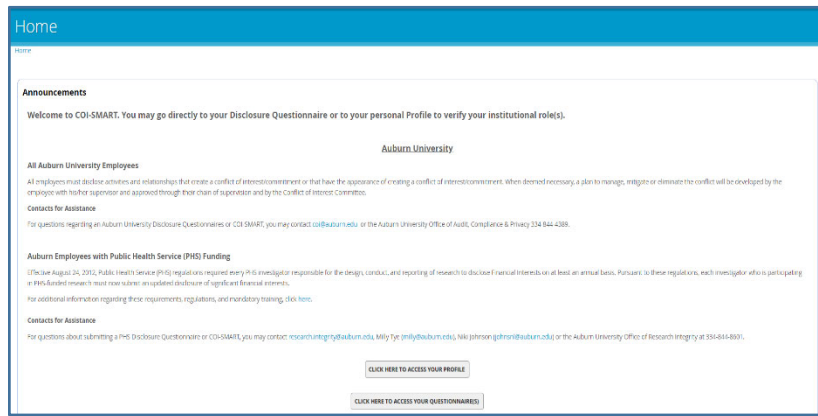 Home
Home
Announcements
Welcome to COI-SMART. You may go directly to your Disclosure Questionnaire or to your personal Profile to verify your institutional role(s).
Auburn University
All Auburn University Employees
All employees must disclose activities and relationships that create a conflict of interest/commitment or that have the appearance of creating a conflict of interest/commitment. When deemed necessary, a plan to manage, mitigate or eliminate the conflict will be developed by the
employee with his/her supervisor and approved through their chain of supervision and by the Conflict of Interest Committee.
Contacts for Assistance
For questions regarding an Auburn University Disclosure Questionnaires or COI-SMART, you may contact coi@auburn.edu or the Auburn University Office of Audit, Compliance & Privacy 334-844-4389.
Auburn Employees with Public Health Service (PHS) Funding
Effective August 24, 2012, Public Health Service (PHS) regulations required every PHS investigator responsible for the design, conduct, and reporting of research to disclose Financial Interests on at least an annual basis. Pursuant to these regulations, each investigator who is participating
in PHS-funded research must now submit an updated disclosure of significant financial interests.
For additional information regarding these requirements, regulations, and mandatory training, click here.
Contacts for Assistance
For questions about submitting a PHS Disclosure Questionnaire or COI-SMART, you may contact research.integrity@auburn.edu, Milly Tye (milly@auburn.edu), Niki Johnson (johnsni@auburn.edu) or the Auburn University Office of Research Integrity at 334-844-8601.
CLICK HERE TO ACCESS YOUR PROFILE
CLICK HERE TO ACCESS YOUR QUESTIONNAIRE(S)